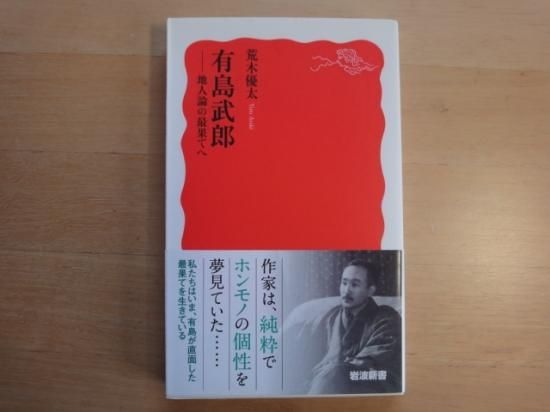 荒木優太
Yuta Araki
有島武郎
――地人論の最果てへ
作家は、純粋で
ホンモノの個性を
夢見ていた……
私たちはいま、有島が直面した
最果てを生きている
岩波新書